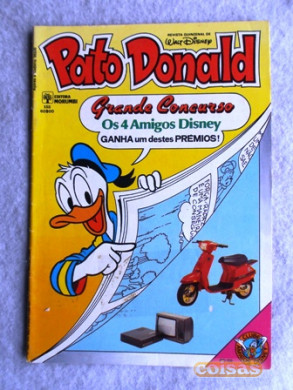 REVISTA QUINZENAL DE
WALT DISNEY
Pato Donald
EDITORA
MORUMBI
Grande Concurso
Os 4 Amigos Disney
GANHA um destes PRÉMIOS!
coisas